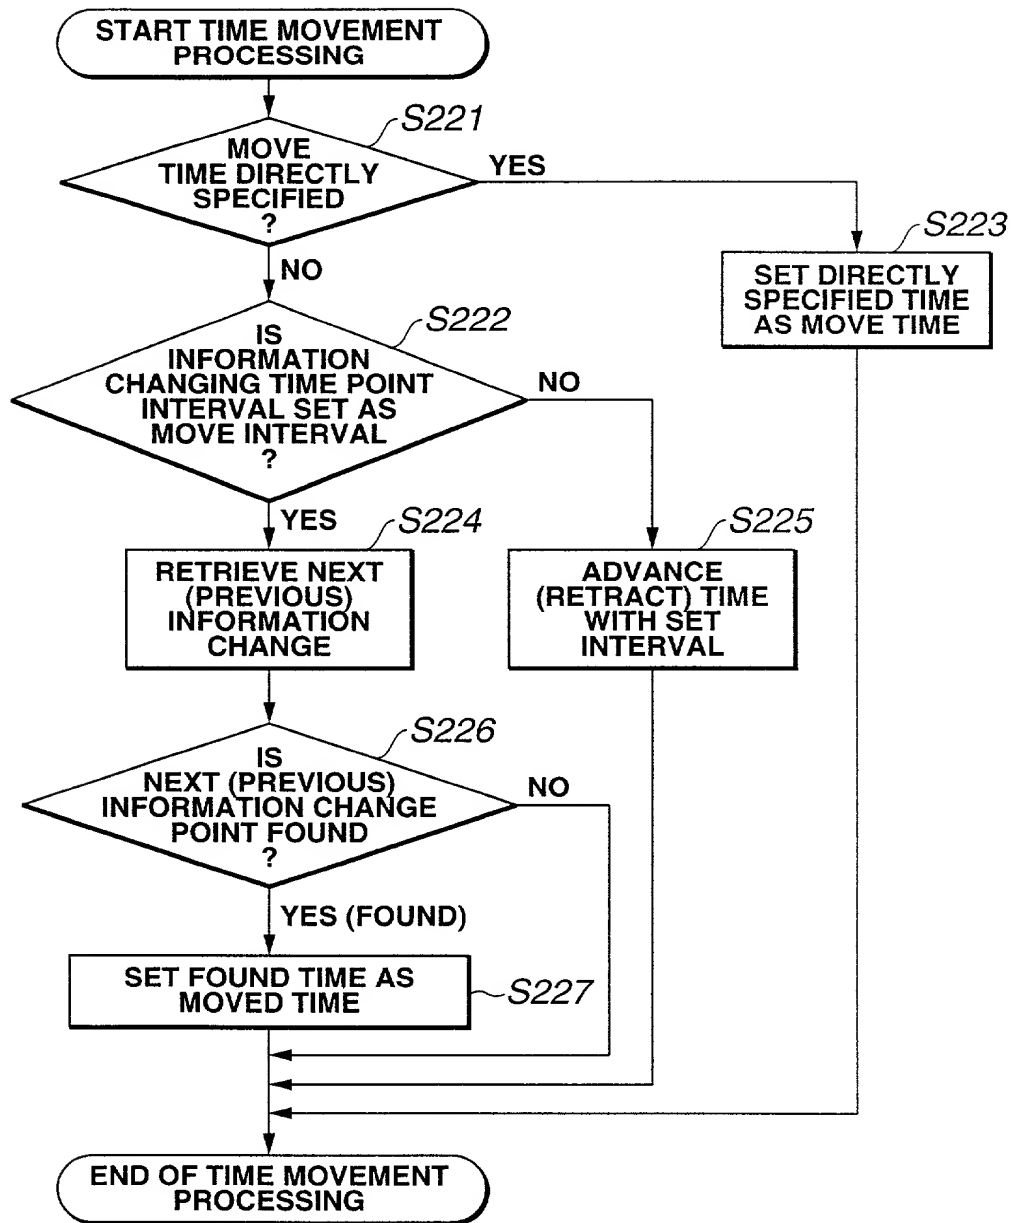 START TIME MOVEMENT
PROCESSING
S221
MOVE
TIME DIRECTLY
SPECIFIED
?
YES
NO
S223
SET DIRECTLY
SPECIFIED TIME
AS MOVE TIME
S222
IS
INFORMATION
CHANGING TIME POINT
INTERVAL SET AS
MOVE INTERVAL
?
NO
YES
S224
RETRIEVE NEXT
(PREVIOUS)
INFORMATION
CHANGE
S225
ADVANCE
(RETRACT) TIME
WITH SET
INTERVAL
S226
IS
NEXT (PREVIOUS)
INFORMATION CHANGE
POINT FOUND
?
NO
YES (FOUND)
SET FOUND TIME AS
MOVED TIME
S227
END OF TIME MOVEMENT
PROCESSING